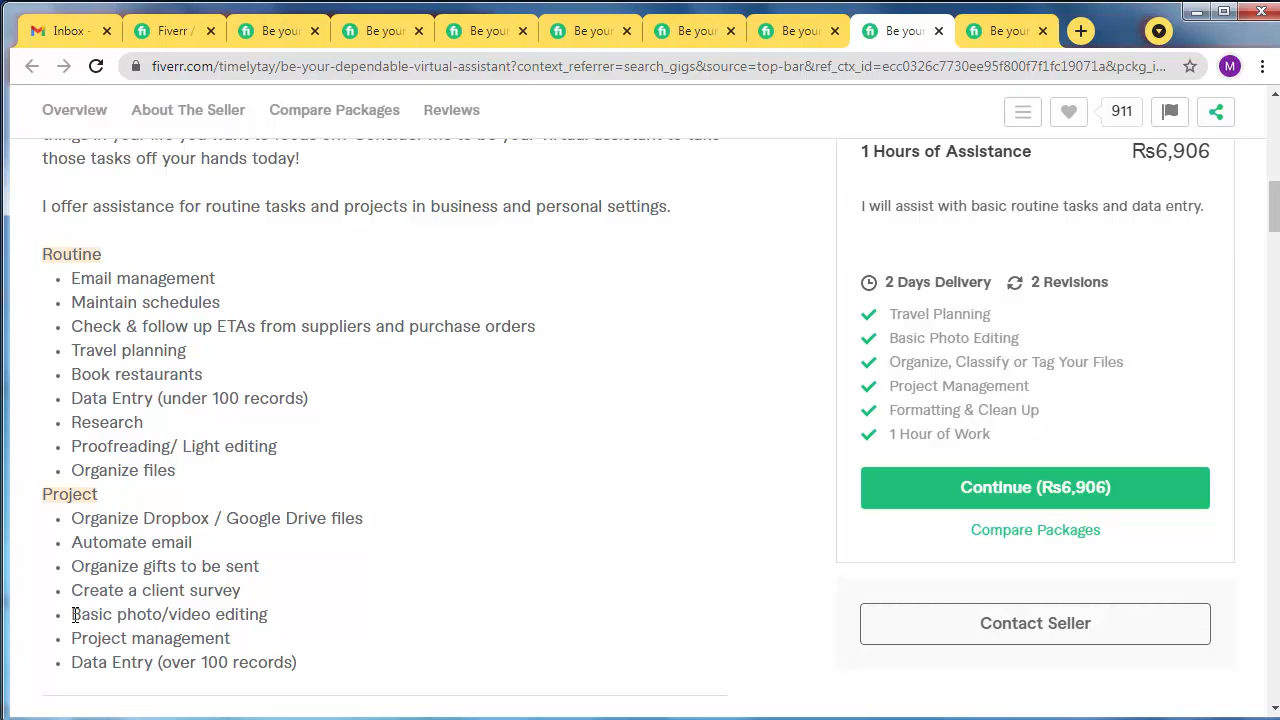 Inbox -
Fiverr /
Be you
Be your
Be your
Be your
Be your
Be your
Be your
Be your
fiverr.com/timelytay/be-your-dependable-virtual-assistant?context_referrer=search_gigs&source=top-bar&ref_ctx_id=ecc0326c7730ee95f800f7f1fc19071a&pckg_i...
M
Overview
About The Seller
Compare Packages
Reviews
911
those tasks off your hands today!
I offer assistance for routine tasks and projects in business and personal settings.
Routine
Email management
Maintain schedules
Check & follow up ETAs from suppliers and purchase orders
Travel planning
Book restaurants
Data Entry (under 100 records)
Research
Proofreading/ Light editing
Organize files
Project
Organize Dropbox / Google Drive files
Automate email
Organize gifts to be sent
Create a client survey
Basic photo/video editing
Project management
Data Entry (over 100 records)
1 Hours of Assistance
₨6,906
I will assist with basic routine tasks and data entry.
2 Days Delivery
2 Revisions
Travel Planning
Basic Photo Editing
Organize, Classify or Tag Your Files
Project Management
Formatting & Clean Up
1 Hour of Work
Continue (₨6,906)
Compare Packages
Contact Seller